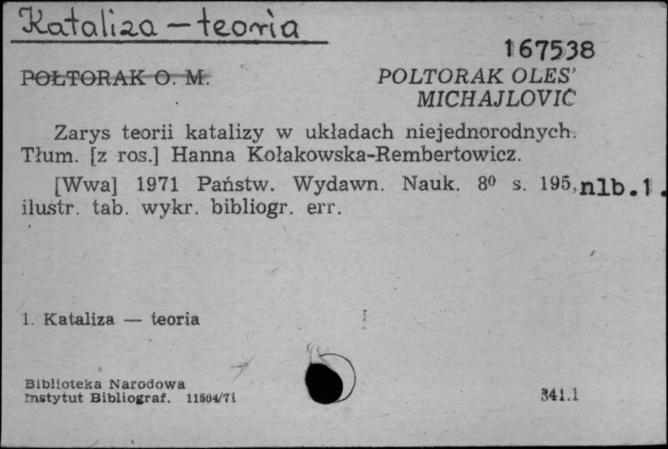 Kataliza — teoria
167538
POŁTORAK O. M.
POLTORAK OLES'
MICHAJLOVIČ
Zarys teorii katalizy w układach niejednorodnych.
Tłum. [z ros.] Hanna Kołakowska-Rembertowicz.
[Wwa] 1971 Państw. Wydawn. Nauk. 8⁰ s. 195, nlb. 1.
ilustr. tab. wykr. bibliogr. err.
1. Kataliza — teoria
Biblioteka Narodowa
Instytut Bibliograf. 11504/71
341.1